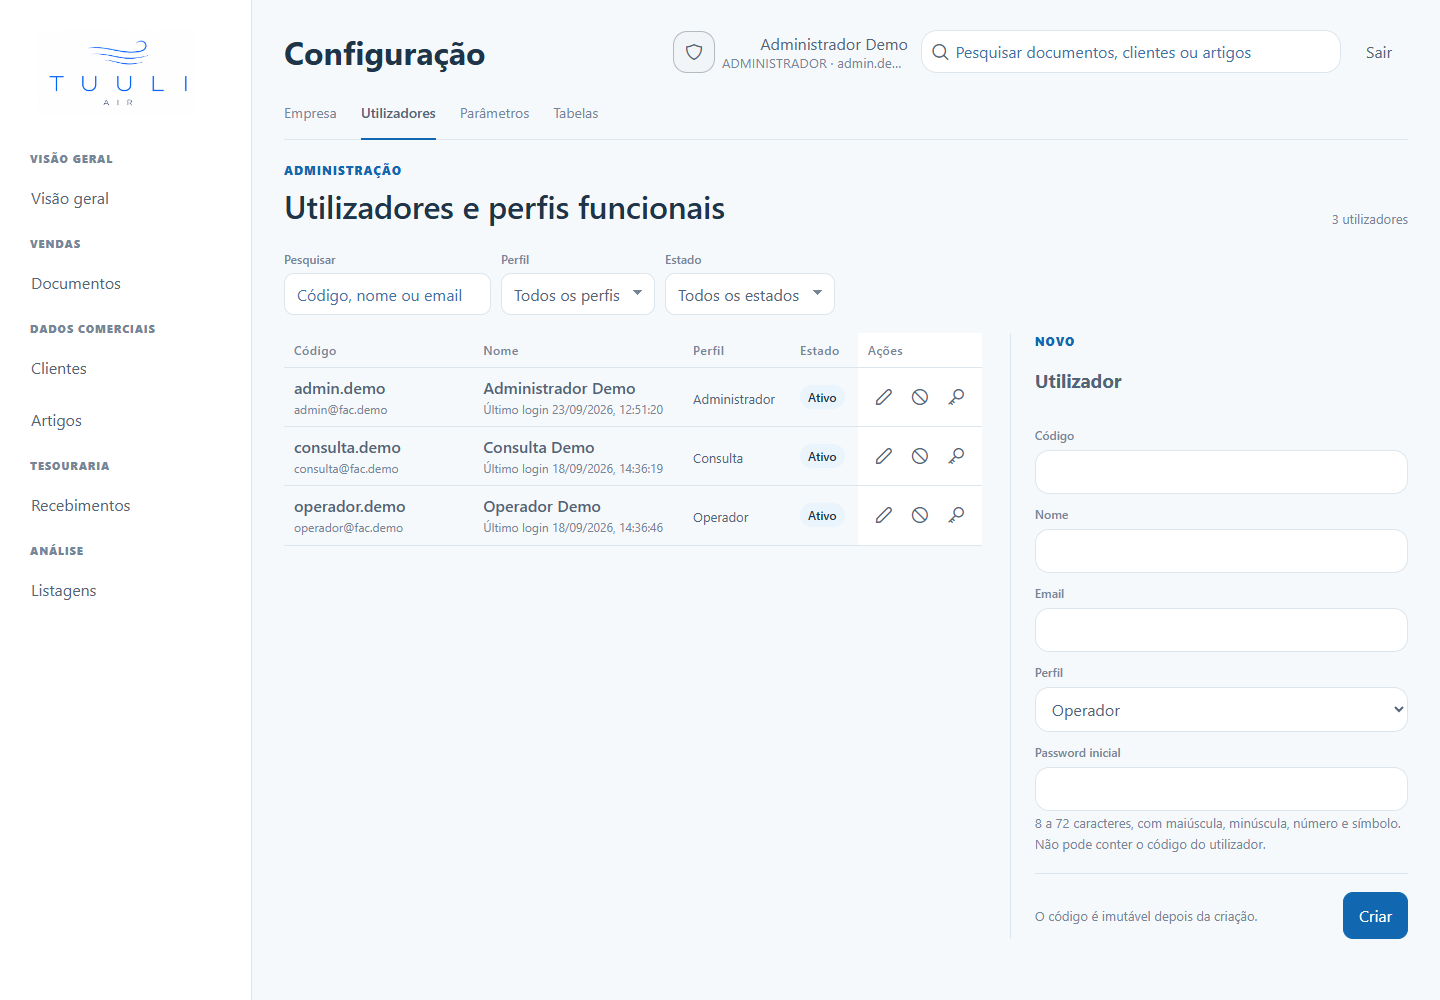 TUULI
AIR
VISÃO GERAL
Visão geral
VENDAS
Documentos
DADOS COMERCIAIS
Clientes
Artigos
TESOURARIA
Recebimentos
ANÁLISE
Listagens
Configuração
Administrador Demo
ADMINISTRADOR · admin.de...
Pesquisar documentos, clientes ou artigos
Sair
Empresa Utilizadores Parâmetros Tabelas
ADMINISTRAÇÃO
Utilizadores e perfis funcionais
3 utilizadores
Pesquisar Perfil Estado
Código, nome ou email Todos os perfis Todos os estados
Código Nome Perfil Estado Ações
admin.demo Administrador Demo Administrador Ativo
admin@fac.demo Último login 23/09/2026, 12:51:20
consulta.demo Consulta Demo Consulta Ativo
consulta@fac.demo Último login 18/09/2026, 14:36:19
operador.demo Operador Demo Operador Ativo
operador@fac.demo Último login 18/09/2026, 14:36:46
NOVO
Utilizador
Código
Nome
Email
Perfil
Operador
Password inicial
8 a 72 caracteres, com maiúscula, minúscula, número e símbolo.
Não pode conter o código do utilizador.
O código é imutável depois da criação.
Criar